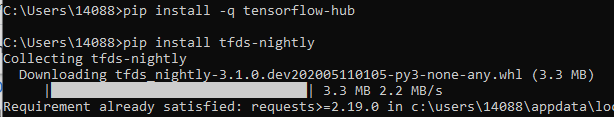 C:\Users\14088>pip install -q tensorflow-hub
C:\Users\14088>pip install tfds-nightly
Collecting tfds-nightly
Downloading tfds_nightly-3.1.0.dev202005110105-py3-none-any.whl (3.3 MB)
| | 3.3 MB 2.2 MB/s
Requirement already satisfied: requests>=2.19.0 in c:\users\14088\appdata\loc